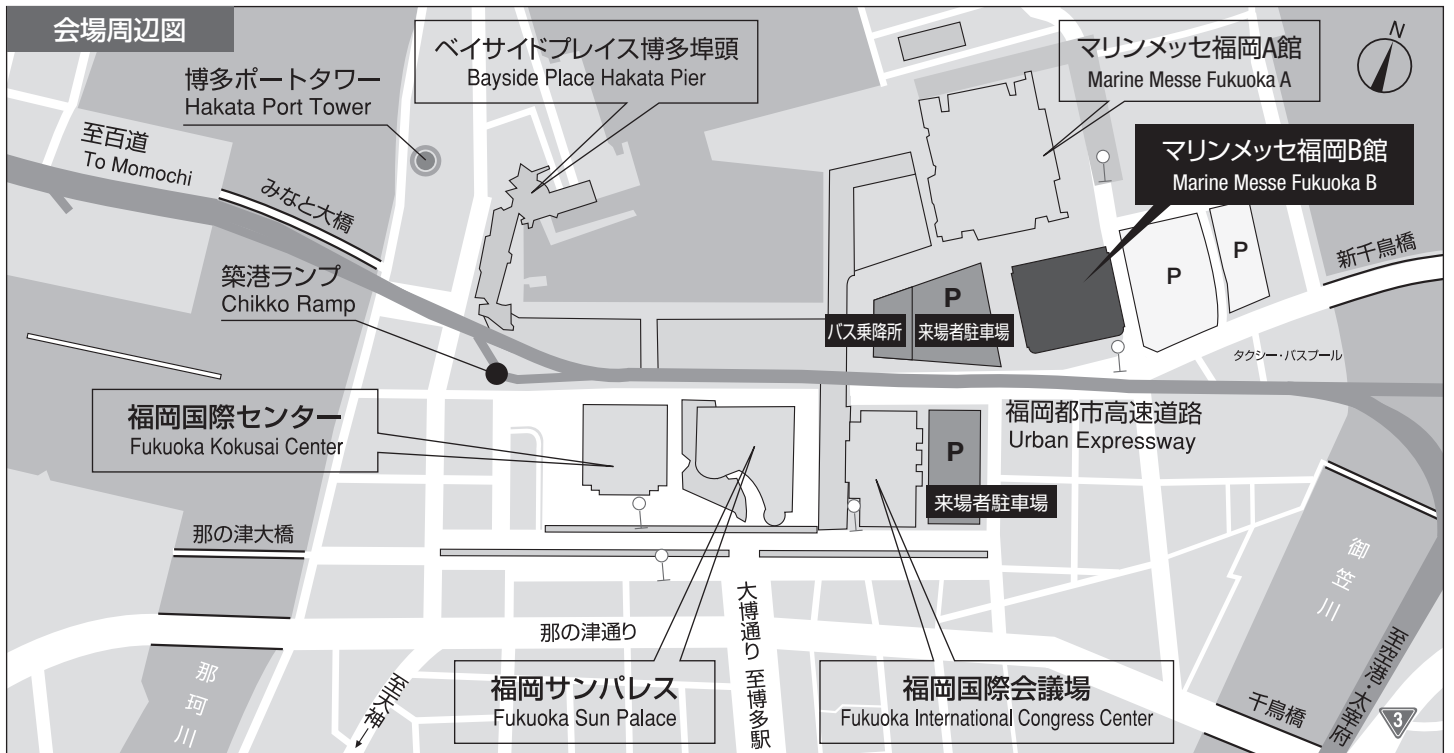 会場周辺図
ベイサイドプレイス博多埠頭
Bayside Place Hakata Pier
マリンメッセ福岡A館
Marine Messe Fukuoka A
N
博多ポートタワー
Hakata Port Tower
至百道
To Momochi
マリンメッセ福岡B館
Marine Messe Fukuoka B
みなと大橋
築港ランプ
Chikko Ramp
P
P
P
新千鳥橋
バス乗降所
来場者駐車場
タクシー・バスプール
福岡国際センター
Fukuoka Kokusai Center
福岡都市高速道路
Urban Expressway
P
来場者駐車場
那の津大橋
御笠川
大博通り 至博多駅
那の津通り
那珂川
至天神
福岡サンパレス
Fukuoka Sun Palace
福岡国際会議場
Fukuoka International Congress Center
千鳥橋
至空港・太宰府
3